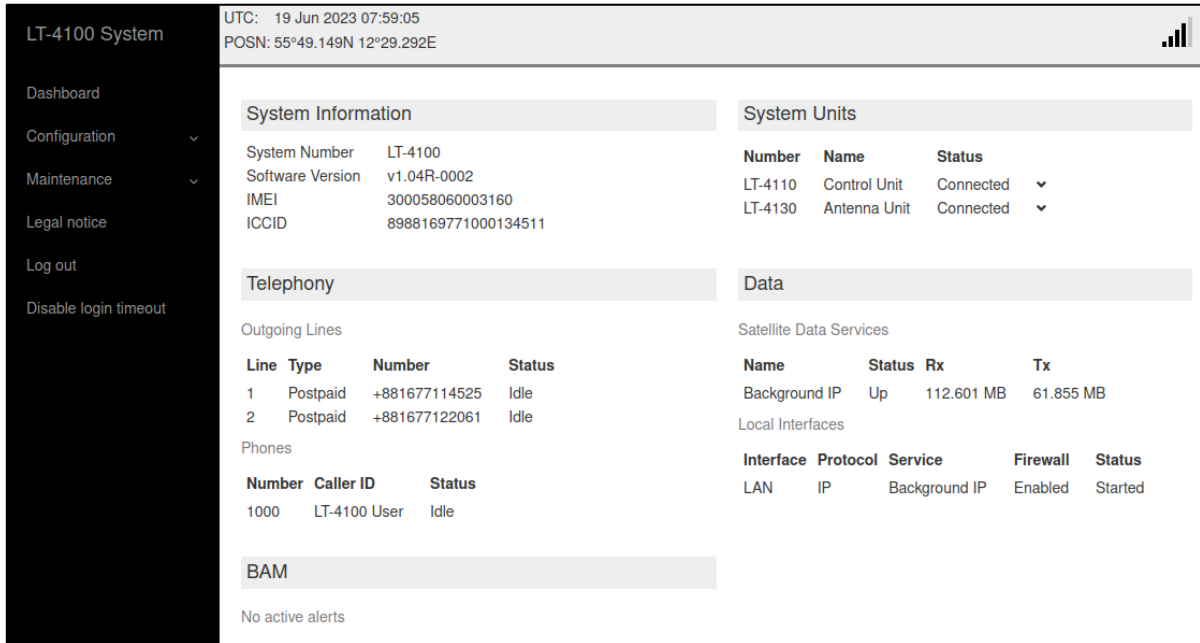 LT-4100 System
Dashboard
Configuration
Maintenance
Legal notice
Log out
Disable login timeout
UTC: 19 Jun 2023 07:59:05
POSN: 55°49.149N 12°29.292E
System Information
System Number LT-4100
Software Version v1.04R-0002
IMEI 300058060003160
ICCID 8988169771000134511
System Units
Number Name Status
LT-4110 Control Unit Connected
LT-4130 Antenna Unit Connected
Telephony
Outgoing Lines
Line Type Number Status
1 Postpaid +881677114525 Idle
2 Postpaid +881677122061 Idle
Phones
Number Caller ID Status
1000 LT-4100 User Idle
Data
Satellite Data Services
Name Status Rx Tx
Background IP Up 112.601 MB 61.855 MB
Local Interfaces
Interface Protocol Service Firewall Status
LAN IP Background IP Enabled Started
BAM
No active alerts